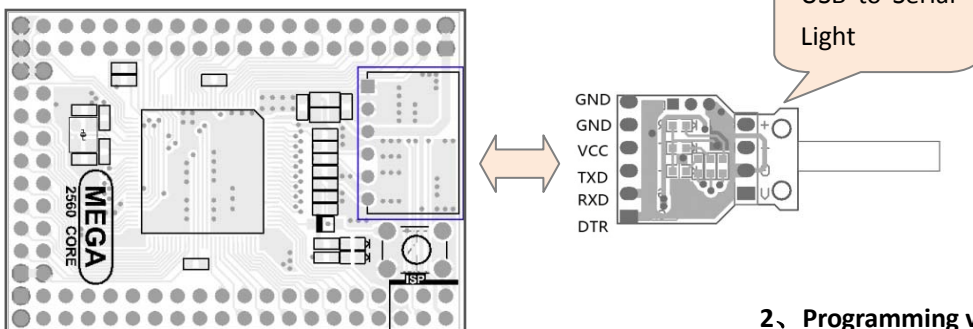 USB to Serial
Light
GND
GND
VCC
TXD
RXD
DTR
MEGA
2560 CORE
ISP
2、Programming